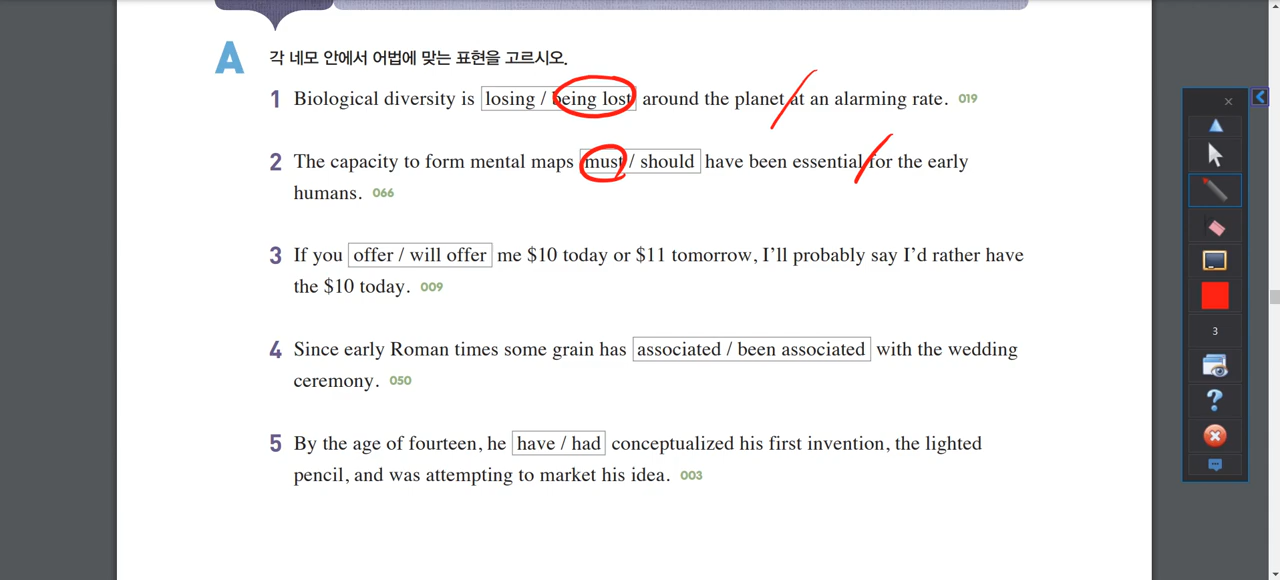 A 각 네모 안에서 어법에 맞는 표현을 고르시오.
1 Biological diversity is losing / being lost around the planet at an alarming rate. 019
2 The capacity to form mental maps must / should have been essential for the early
humans. 066
3 If you offer / will offer me $10 today or $11 tomorrow, I'll probably say I'd rather have
the $10 today. 009
4 Since early Roman times some grain has associated / been associated with the wedding
ceremony. 050
5 By the age of fourteen, he have / had conceptualized his first invention, the lighted
pencil, and was attempting to market his idea. 003
3